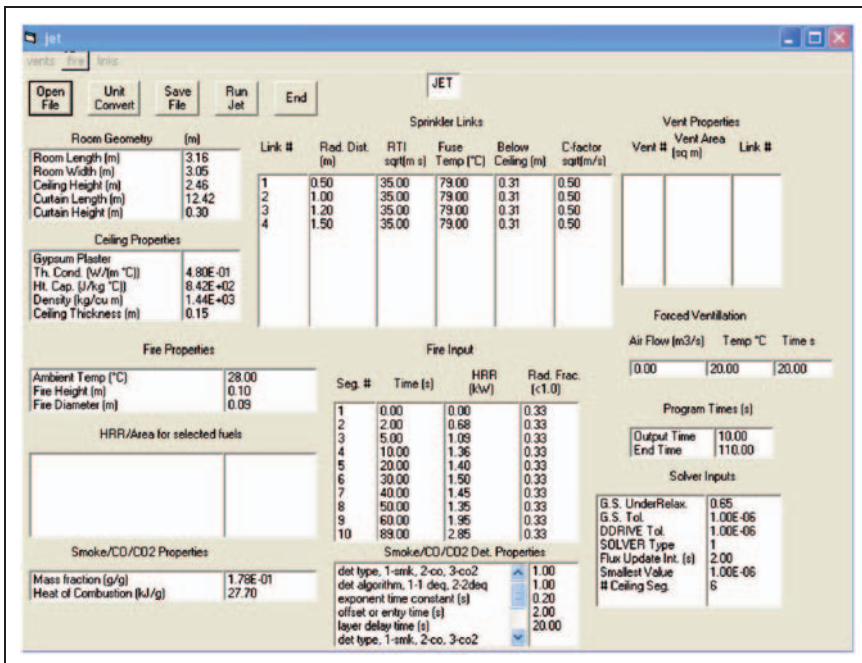 jet
vents fire links
Open File Unit Convert Save File Run Jet End
JET
Room Geometry (m)
Room Length (m) 3.16
Room Width (m) 3.05
Ceiling Height (m) 2.46
Curtain Length (m) 12.42
Curtain Height (m) 0.30
Ceiling Properties
Gypsum Plaster
Th. Cond. (W/(m °C)) 4.80E-01
Ht. Cap. (J/kg °C)) 8.42E+02
Density (kg/cu m) 1.44E+03
Ceiling Thickness (m) 0.15
Sprinkler Links
Link # Rad. Dist. (m) RTI sqrt(m s) Fuse Temp (°C) Below Ceiling (m) C-factor sqrt(m/s)
1 0.50 35.00 79.00 0.31 0.50
2 1.00 35.00 79.00 0.31 0.50
3 1.20 35.00 79.00 0.31 0.50
4 1.50 35.00 79.00 0.31 0.50
Vent Properties
Vent # Vent Area (sq m) Link #
Forced Ventillation
Air Flow (m3/s) Temp °C Time s
0.00 20.00 20.00
Fire Properties
Ambient Temp (°C) 28.00
Fire Height (m) 0.10
Fire Diameter (m) 0.09
HRR/Area for selected fuels
Fire Input
Seg. # Time (s) HRR (kW) Rad. Frac. (<1.0)
1 0.00 0.00 0.33
2 2.00 0.68 0.33
3 5.00 1.09 0.33
4 10.00 1.36 0.33
5 20.00 1.40 0.33
6 30.00 1.50 0.33
7 40.00 1.45 0.33
8 50.00 1.35 0.33
9 60.00 1.95 0.33
10 89.00 2.85 0.33
Program Times (s)
Output Time 10.00
End Time 110.00
Solver Inputs
G.S. UnderRelax. 0.65
G.S. Tol. 1.00E-06
DDRIVE Tol. 1.00E-06
SOLVER Type 1
Flux Update Int. (s) 2.00
Smallest Value 1.00E-06
# Ceiling Seg. 6
Smoke/CO/CO2 Properties
Mass fraction (g/g) 1.78E-01
Heat of Combustion (kJ/g) 27.70
Smoke/CO/CO2 Det. Properties
det type, 1-smk, 2-co, 3-co2 1.00
det algorithm, 1-1 deq, 2-2deq 1.00
exponent time constant (s) 0.20
offset or entry time (s) 2.00
layer delay time (s) 20.00
det type, 1-smk, 2-co, 3-co2